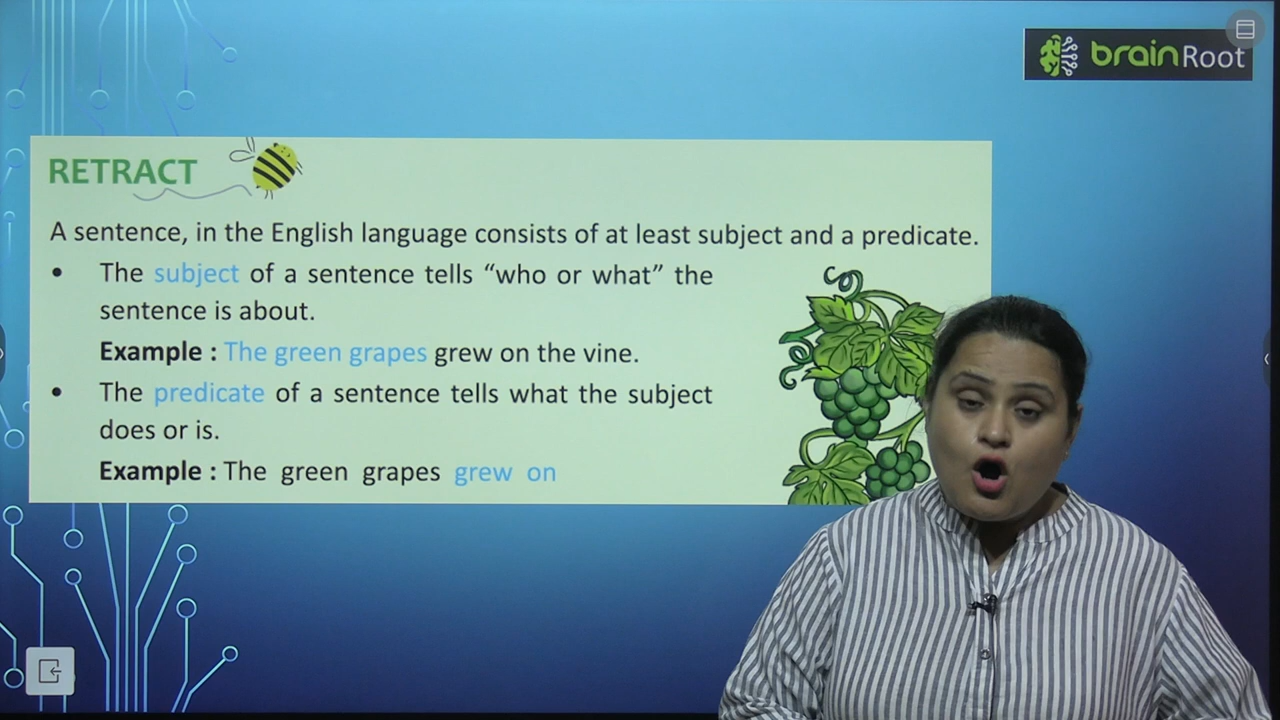 brainRoot
RETRACT
A sentence, in the English language consists of at least subject and a predicate.
• The subject of a sentence tells “who or what” the
sentence is about.
Example : The green grapes grew on the vine.
• The predicate of a sentence tells what the subject
does or is.
Example : The green grapes grew on